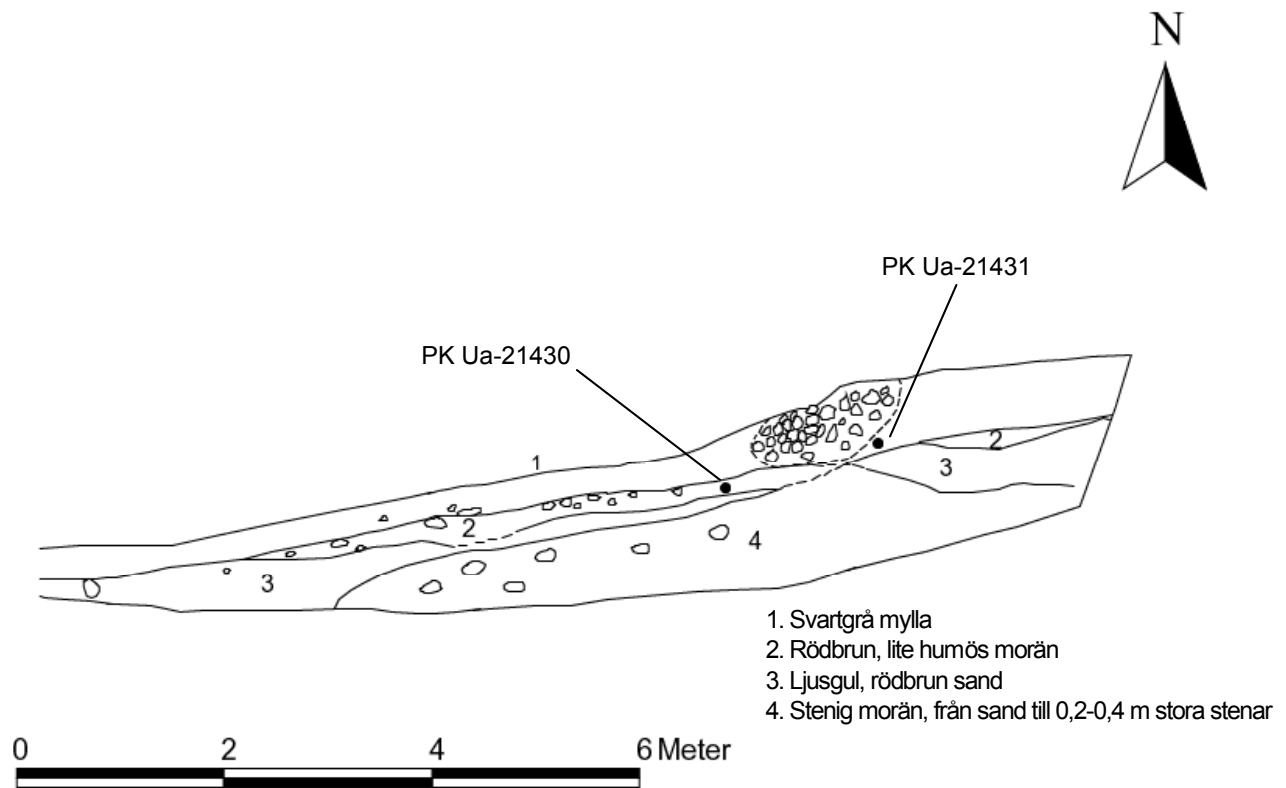 N
PK Ua-21431
PK Ua-21430
1
2
3
2
4
3
1. Svartgrå mylla
2. Rödbrun, lite humös morän
3. Ljusgul, rödbrun sand
4. Stenig morän, från sand till 0,2-0,4 m stora stenar
0 2 4 6 Meter